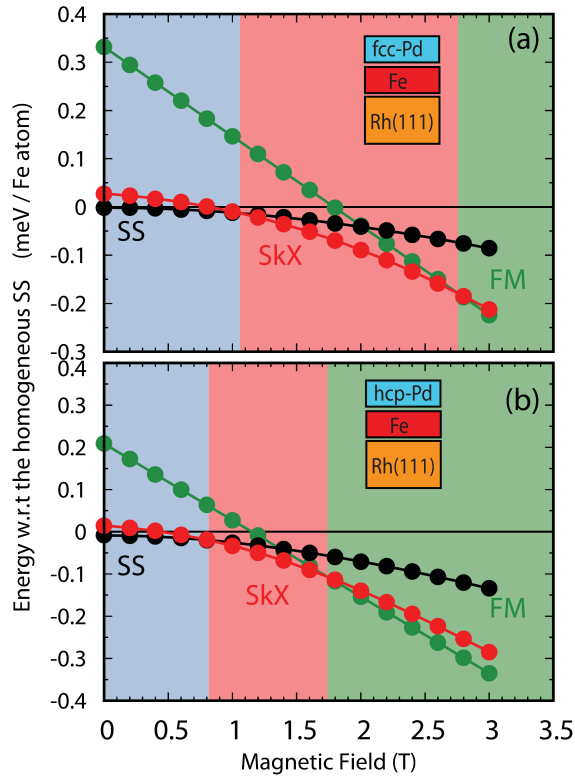 Energy w.r.t the homogeneous SS (meV / Fe atom)
0.4
0.3
0.2
0.1
0
-0.1
-0.2
-0.3
(a)
fcc-Pd
Fe
Rh(111)
SS
SkX
FM
0.4
0.3
0.2
0.1
0
-0.1
-0.2
-0.3
-0.4
(b)
hcp-Pd
Fe
Rh(111)
SS
SkX
FM
0 0.5 1 1.5 2 2.5 3 3.5
Magnetic Field (T)